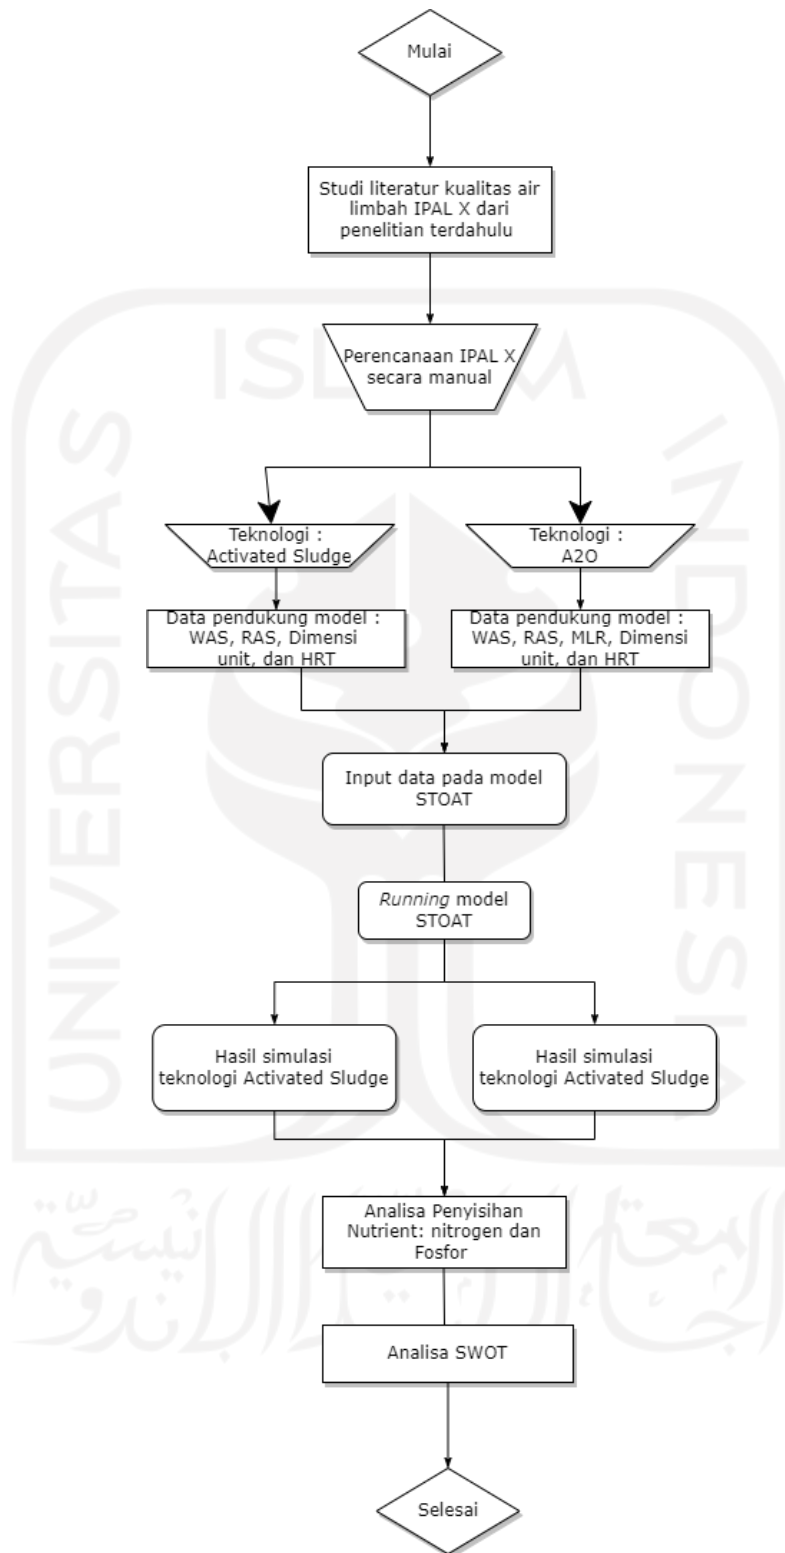 Mulai
Studi literatur kualitas air
limbah IPAL X dari
penelitian terdahulu
Perencanaan IPAL X
secara manual
Teknologi :
Activated Sludge
Teknologi :
A2O
Data pendukung model :
WAS, RAS, Dimensi
unit, dan HRT
Data pendukung model :
WAS, RAS, MLR, Dimensi
unit, dan HRT
Input data pada model
STOAT
Running model
STOAT
Hasil simulasi
teknologi Activated Sludge
Hasil simulasi
teknologi Activated Sludge
Analisa Penyisihan
Nutrient: nitrogen dan
Fosfor
Analisa SWOT
Selesai
UNIVERSITAS
ISLAM
INDONESIA